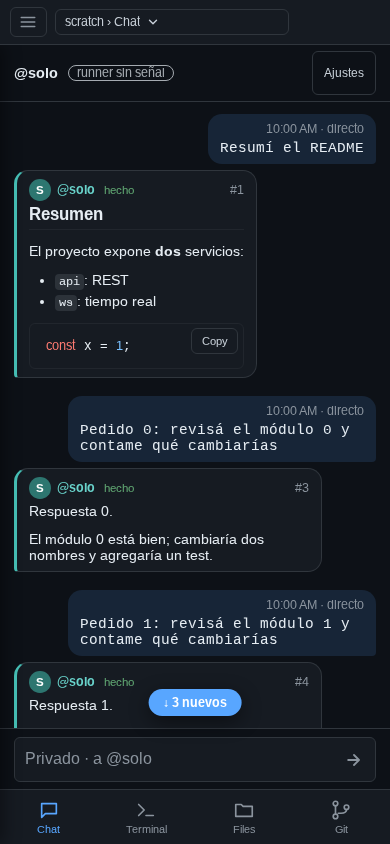 scratch › Chat
@solo runner sin señal Ajustes
10:00 AM · directo
Resumí el README
S @solo hecho #1
Resumen
El proyecto expone dos servicios:
• api: REST
• ws: tiempo real
const x = 1; Copy
10:00 AM · directo
Pedido 0: revisá el módulo 0 y
contame qué cambiarías
S @solo hecho #3
Respuesta 0.
El módulo 0 está bien; cambiaría dos
nombres y agregaría un test.
10:00 AM · directo
Pedido 1: revisá el módulo 1 y
contame qué cambiarías
S @solo hecho #4
Respuesta 1.
↓ 3 nuevos
Privado · a @solo
Chat Terminal Files Git